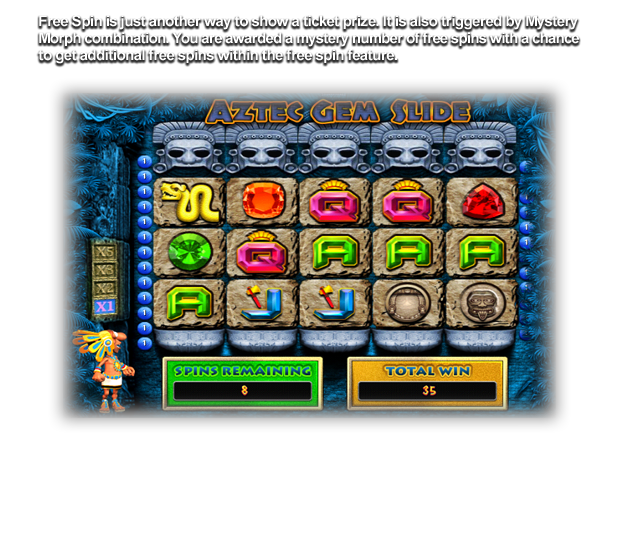 Free Spin is just another way to show a ticket prize. It is also triggered by Mystery
Morph combination. You are awarded a mystery number of free spins with a chance
to get additional free spins within the free spin feature.
AZTEC GEM SLIDE
Q Q
Q A A A
A J J
X5
X3
X2
X1
SPINS REMAINING
8
TOTAL WIN
35